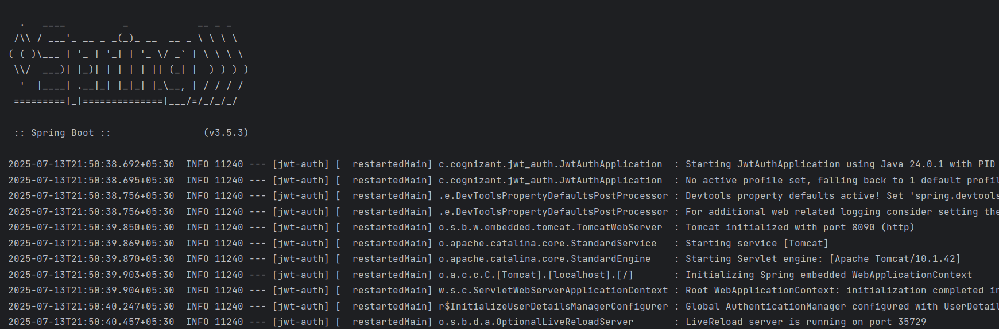 .   ____          _            __ _ _
 /\\ / ___'_ __ _ _(_)_ __  __ _ \ \ \ \
( ( )\___ | '_ | '_| | '_ \/ _` | \ \ \ \
 \\/  ___)| |_)| | | | | || (_| |  ) ) ) )
  '  |____| .__|_| |_|_| |_\__, | / / / /
 =========|_|==============|___/=/_/_/_/
 :: Spring Boot ::                (v3.5.3)
2025-07-13T21:50:38.692+05:30  INFO 11240 --- [jwt-auth] [  restartedMain] c.cognizant.jwt_auth.JwtAuthApplication  : Starting JwtAuthApplication using Java 24.0.1 with PID
2025-07-13T21:50:38.695+05:30  INFO 11240 --- [jwt-auth] [  restartedMain] c.cognizant.jwt_auth.JwtAuthApplication  : No active profile set, falling back to 1 default profil
2025-07-13T21:50:38.756+05:30  INFO 11240 --- [jwt-auth] [  restartedMain] .e.DevToolsPropertyDefaultsPostProcessor : Devtools property defaults active! Set 'spring.devtools
2025-07-13T21:50:38.756+05:30  INFO 11240 --- [jwt-auth] [  restartedMain] .e.DevToolsPropertyDefaultsPostProcessor : For additional web related logging consider setting the
2025-07-13T21:50:39.850+05:30  INFO 11240 --- [jwt-auth] [  restartedMain] o.s.b.w.embedded.tomcat.TomcatWebServer  : Tomcat initialized with port 8090 (http)
2025-07-13T21:50:39.869+05:30  INFO 11240 --- [jwt-auth] [  restartedMain] o.apache.catalina.core.StandardService   : Starting service [Tomcat]
2025-07-13T21:50:39.870+05:30  INFO 11240 --- [jwt-auth] [  restartedMain] o.apache.catalina.core.StandardEngine    : Starting Servlet engine: [Apache Tomcat/10.1.42]
2025-07-13T21:50:39.903+05:30  INFO 11240 --- [jwt-auth] [  restartedMain] o.a.c.c.C.[Tomcat].[localhost].[/]       : Initializing Spring embedded WebApplicationContext
2025-07-13T21:50:39.904+05:30  INFO 11240 --- [jwt-auth] [  restartedMain] w.s.c.ServletWebServerApplicationContext : Root WebApplicationContext: initialization completed in
2025-07-13T21:50:40.247+05:30  INFO 11240 --- [jwt-auth] [  restartedMain] r$InitializeUserDetailsManagerConfigurer : Global AuthenticationManager configured with UserDetail
2025-07-13T21:50:40.457+05:30  INFO 11240 --- [jwt-auth] [  restartedMain] o.s.b.d.a.OptionalLiveReloadServer       : LiveReload server is running on port 35729